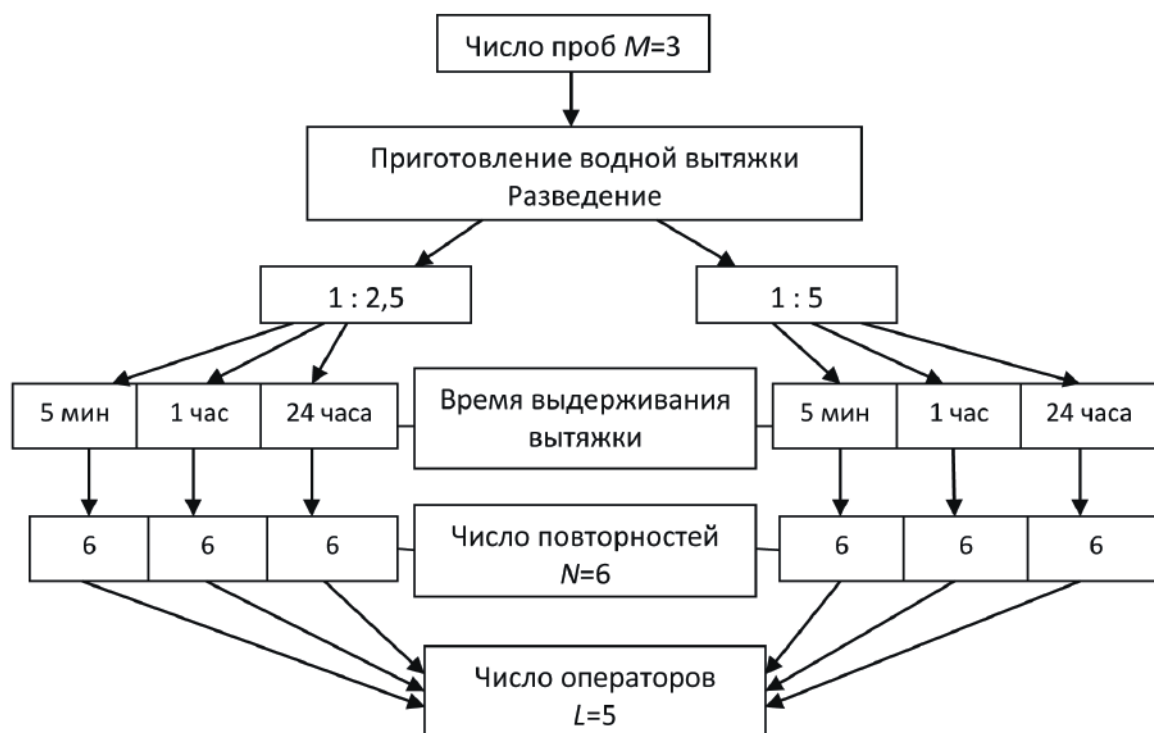 Число проб M=3
Приготовление водной вытяжки
Разведение
1 : 2,5
1 : 5
5 мин
1 час
24 часа
Время выдерживания
вытяжки
5 мин
1 час
24 часа
6
6
6
Число повторностей
N=6
6
6
6
Число операторов
L=5